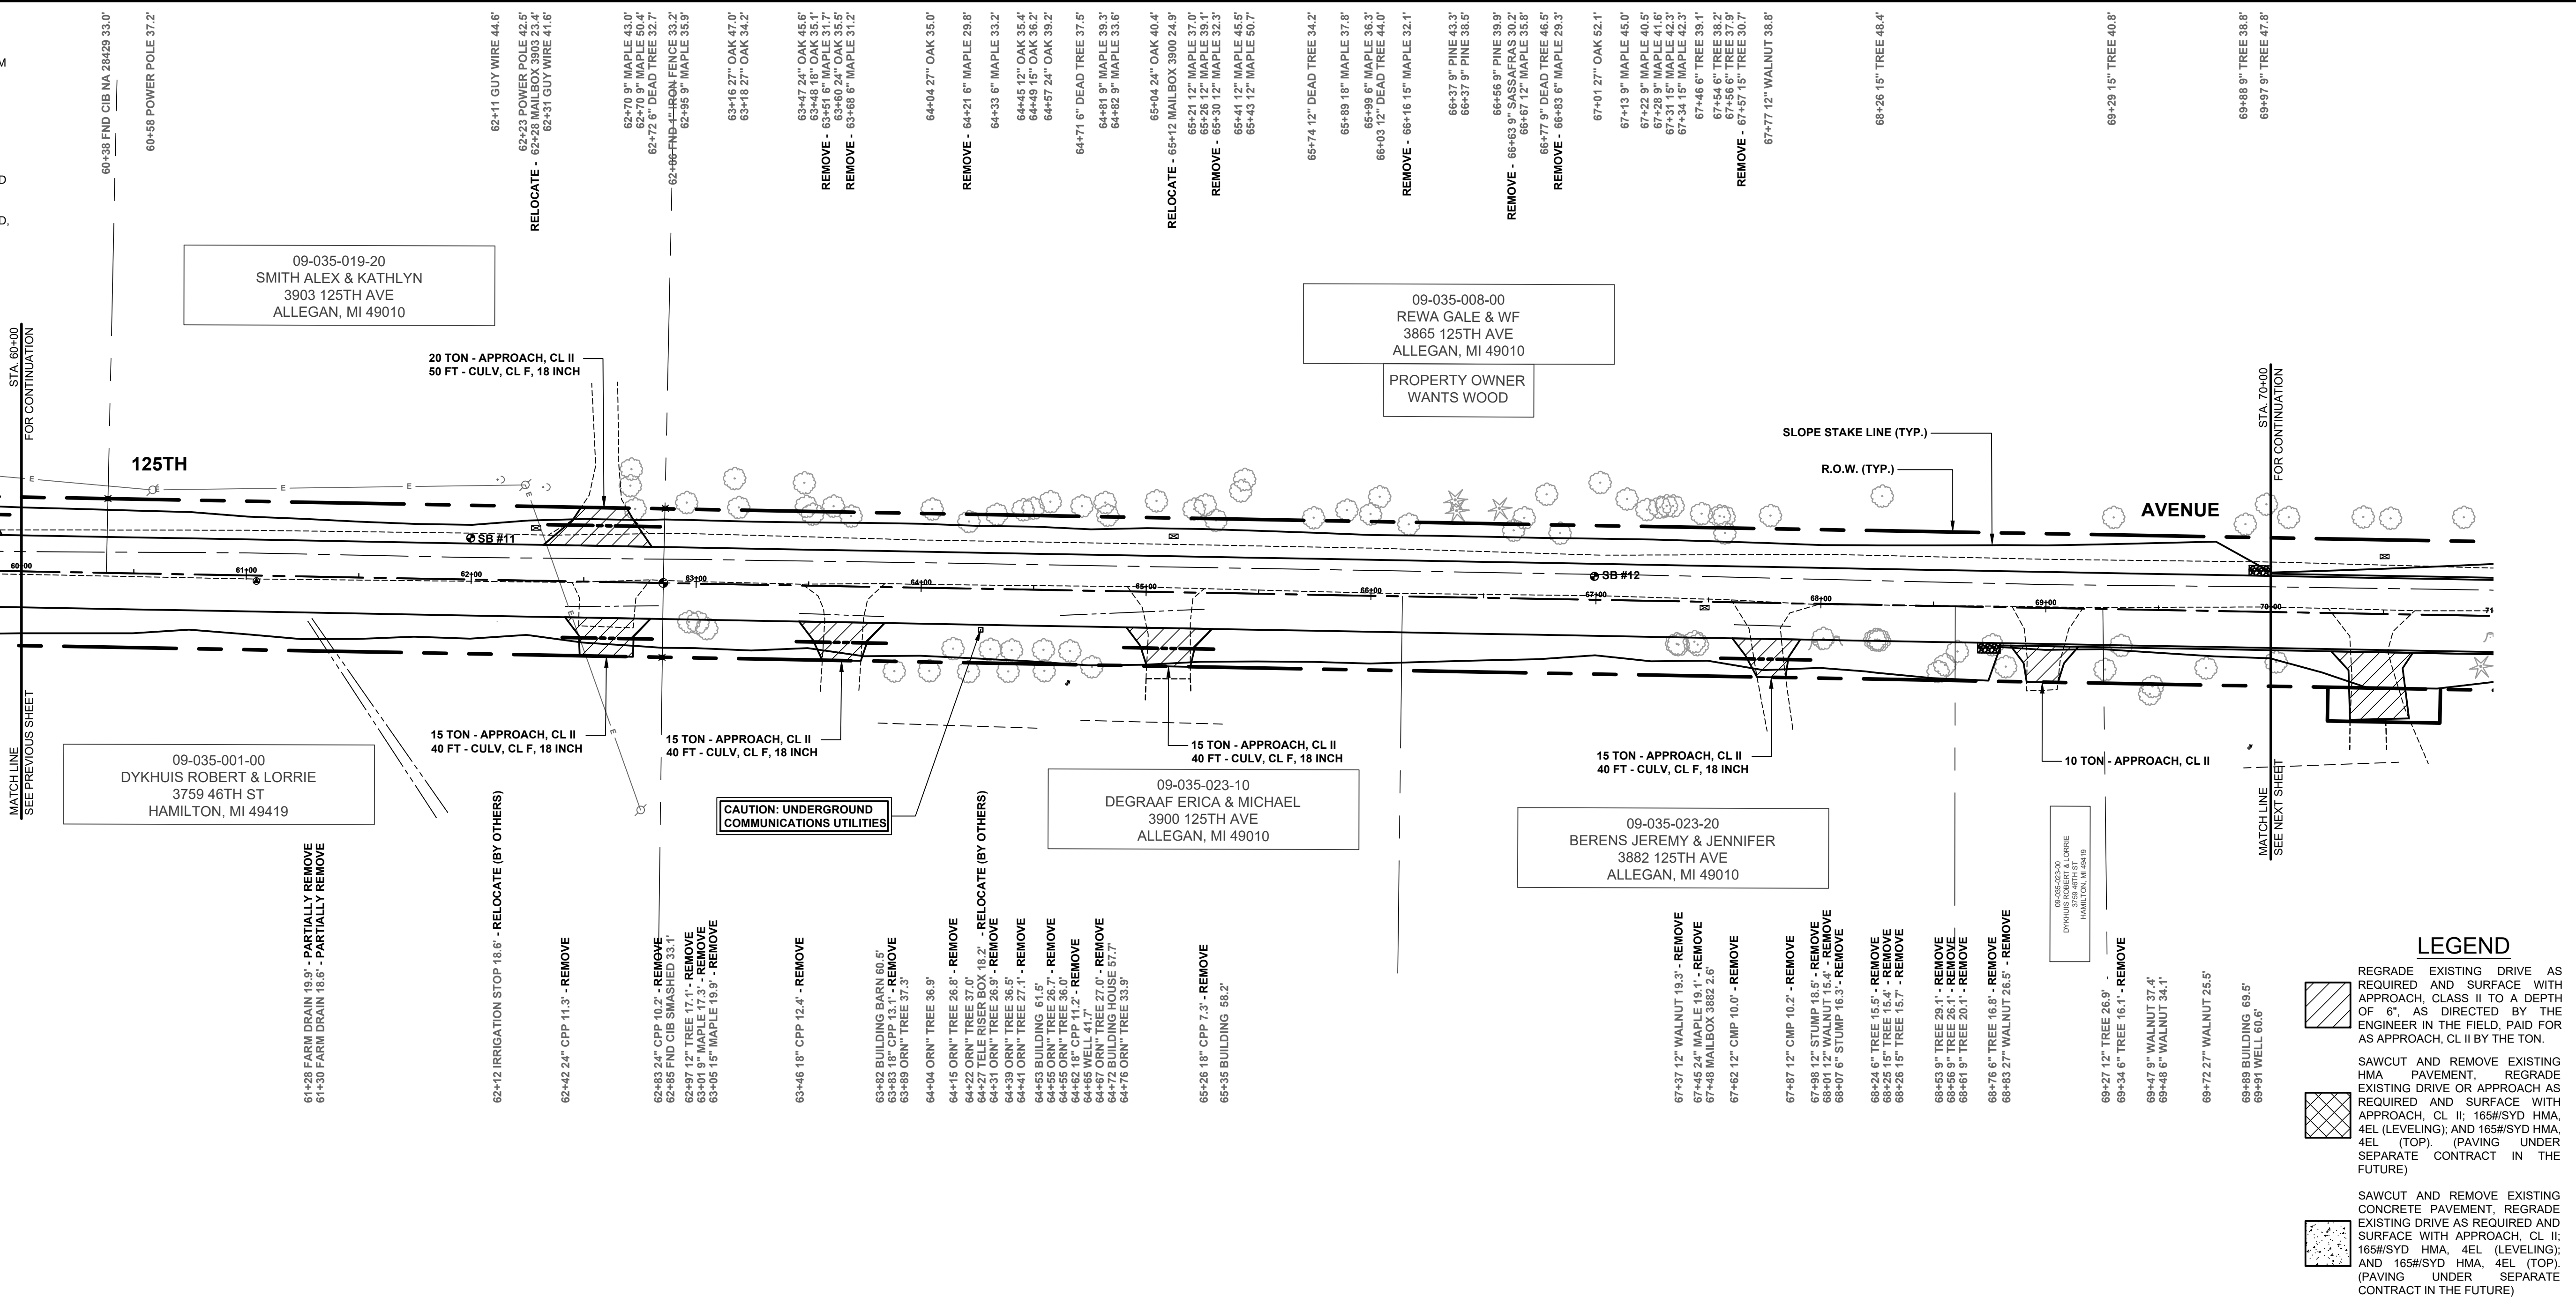 60+38 FND CIB NA 28429 33.0'
60+58 POWER POLE 37.2'
62+11 GUY WIRE 44.6'
62+23 POWER POLE 42.5'
RELOCATE - 62+28 MAILBOX 3903 23.4'
62+31 GUY WIRE 41.6'
62+70 9" MAPLE 43.0'
62+70 9" MAPLE 50.4'
62+72 6" DEAD TREE 32.7'
62+86 FND 1" IRON FENCE 33.2'
62+95 9" MAPLE 35.9'
63+16 27" OAK 47.0'
63+18 27" OAK 34.2'
63+47 24" OAK 45.6'
63+48 18" OAK 35.1'
REMOVE - 63+51 6" MAPLE 31.7'
63+60 24" OAK 35.5'
REMOVE - 63+68 6" MAPLE 31.2'
64+04 27" OAK 35.0'
REMOVE - 64+21 6" MAPLE 29.8'
64+33 6" MAPLE 33.2'
64+45 12" OAK 35.4'
64+49 15" OAK 36.2'
64+57 24" OAK 39.2'
64+71 6" DEAD TREE 37.5'
64+81 9" MAPLE 39.3'
64+82 9" MAPLE 33.6'
65+04 24" OAK 40.4'
RELOCATE - 65+12 MAILBOX 3900 24.9'
65+21 12" MAPLE 37.0'
65+26 12" MAPLE 39.1'
REMOVE - 65+30 12" MAPLE 32.3'
65+41 12" MAPLE 45.5'
65+43 12" MAPLE 50.7'
65+74 12" DEAD TREE 34.2'
65+89 18" MAPLE 37.8'
65+99 6" MAPLE 36.3'
66+03 12" DEAD TREE 44.0'
REMOVE - 66+16 15" MAPLE 32.1'
66+37 9" PINE 43.3'
66+37 9" PINE 38.5'
66+56 9" PINE 39.9'
REMOVE - 66+63 9" SASSAFRAS 30.2'
66+67 12" MAPLE 35.8'
66+77 9" DEAD TREE 46.5'
REMOVE - 66+83 6" MAPLE 29.3'
67+01 27" OAK 52.1'
67+13 9" MAPLE 45.0'
67+22 9" MAPLE 40.5'
67+28 9" MAPLE 41.6'
67+31 15" MAPLE 42.3'
67+34 15" MAPLE 42.3'
67+46 6" TREE 39.1'
67+54 6" TREE 38.2'
67+56 6" TREE 37.9'
REMOVE - 67+57 15" TREE 30.7'
67+77 12" WALNUT 38.8'
68+26 15" TREE 48.4'
69+29 15" TREE 40.8'
69+88 9" TREE 38.8'
69+97 9" TREE 47.8'
M
D
D,
09-035-019-20
SMITH ALEX & KATHLYN
3903 125TH AVE
ALLEGAN, MI 49010
09-035-008-00
REWA GALE & WF
3865 125TH AVE
ALLEGAN, MI 49010
PROPERTY OWNER
WANTS WOOD
STA. 60+00
FOR CONTINUATION
20 TON - APPROACH, CL II
50 FT - CULV, CL F, 18 INCH
SLOPE STAKE LINE (TYP.)
R.O.W. (TYP.)
STA. 70+00
FOR CONTINUATION
125TH
AVENUE
E
E
E
E
E
E
E
SB #11
SB #12
60+00
61+00
62+00
63+00
64+00
65+00
66+00
67+00
68+00
69+00
70+00
71
MATCH LINE
SEE PREVIOUS SHEET
15 TON - APPROACH, CL II
40 FT - CULV, CL F, 18 INCH
15 TON - APPROACH, CL II
40 FT - CULV, CL F, 18 INCH
15 TON - APPROACH, CL II
40 FT - CULV, CL F, 18 INCH
15 TON - APPROACH, CL II
40 FT - CULV, CL F, 18 INCH
10 TON - APPROACH, CL II
MATCH LINE
SEE NEXT SHEET
09-035-001-00
DYKHUIS ROBERT & LORRIE
3759 46TH ST
HAMILTON, MI 49419
CAUTION: UNDERGROUND
COMMUNICATIONS UTILITIES
09-035-023-10
DEGRAAF ERICA & MICHAEL
3900 125TH AVE
ALLEGAN, MI 49010
09-035-023-20
BERENS JEREMY & JENNIFER
3882 125TH AVE
ALLEGAN, MI 49010
09-035-023-00
DYKHUIS ROBERT & LORRIE
3759 46TH ST
HAMILTON, MI 49419
61+28 FARM DRAIN 19.9' - PARTIALLY REMOVE
61+30 FARM DRAIN 18.6' - PARTIALLY REMOVE
62+12 IRRIGATION STOP 18.6' - RELOCATE (BY OTHERS)
62+42 24" CPP 11.3' - REMOVE
62+83 24" CPP 10.2' - REMOVE
62+85 FND CIB SMASHED 33.1'
62+97 12" TREE 17.1' - REMOVE
63+01 9" MAPLE 17.3' - REMOVE
63+05 15" MAPLE 19.9' - REMOVE
63+46 18" CPP 12.4' - REMOVE
63+82 BUILDING BARN 60.5'
63+83 18" CPP 13.1' - REMOVE
63+89 ORN" TREE 37.3'
64+04 ORN" TREE 36.9'
64+15 ORN" TREE 26.8' - REMOVE
64+22 ORN" TREE 37.0'
64+27 TELE RISER BOX 18.2' - RELOCATE (BY OTHERS)
64+31 ORN" TREE 26.9' - REMOVE
64+39 ORN" TREE 36.5'
64+41 ORN" TREE 27.1' - REMOVE
64+53 BUILDING 61.5'
64+55 ORN" TREE 26.7' - REMOVE
64+55 ORN" TREE 36.0'
64+62 18" CPP 11.2' - REMOVE
64+65 WELL 41.7'
64+67 ORN" TREE 27.0' - REMOVE
64+72 BUILDING HOUSE 57.7'
64+76 ORN" TREE 33.9'
65+26 18" CPP 7.3' - REMOVE
65+35 BUILDING 58.2'
67+37 12" WALNUT 19.3' - REMOVE
67+45 24" MAPLE 19.1' - REMOVE
67+48 MAILBOX 3882 2.6'
67+62 12" CMP 10.0' - REMOVE
67+87 12" CMP 10.2' - REMOVE
67+98 12" STUMP 18.5' - REMOVE
68+01 12" WALNUT 15.4' - REMOVE
68+07 6" STUMP 16.3' - REMOVE
68+24 6" TREE 15.5' - REMOVE
68+25 15" TREE 15.4' - REMOVE
68+26 15" TREE 15.7' - REMOVE
68+53 9" TREE 29.1' - REMOVE
68+56 9" TREE 26.1' - REMOVE
68+61 9" TREE 20.1' - REMOVE
68+76 6" TREE 16.8' - REMOVE
68+83 27" WALNUT 26.5' - REMOVE
69+27 12" TREE 26.9' -
69+34 6" TREE 16.1' - REMOVE
69+47 9" WALNUT 37.4'
69+48 6" WALNUT 34.1'
69+72 27" WALNUT 25.5'
69+89 BUILDING 69.5'
69+91 WELL 60.6'
LEGEND
REGRADE EXISTING DRIVE AS
REQUIRED AND SURFACE WITH
APPROACH, CLASS II TO A DEPTH
OF 6", AS DIRECTED BY THE
ENGINEER IN THE FIELD, PAID FOR
AS APPROACH, CL II BY THE TON.
SAWCUT AND REMOVE EXISTING
HMA PAVEMENT, REGRADE
EXISTING DRIVE OR APPROACH AS
REQUIRED AND SURFACE WITH
APPROACH, CL II; 165#/SYD HMA,
4EL (LEVELING); AND 165#/SYD HMA,
4EL (TOP). (PAVING UNDER
SEPARATE CONTRACT IN THE
FUTURE)
SAWCUT AND REMOVE EXISTING
CONCRETE PAVEMENT, REGRADE
EXISTING DRIVE AS REQUIRED AND
SURFACE WITH APPROACH, CL II;
165#/SYD HMA, 4EL (LEVELING);
AND 165#/SYD HMA, 4EL (TOP).
(PAVING UNDER SEPARATE
CONTRACT IN THE FUTURE)